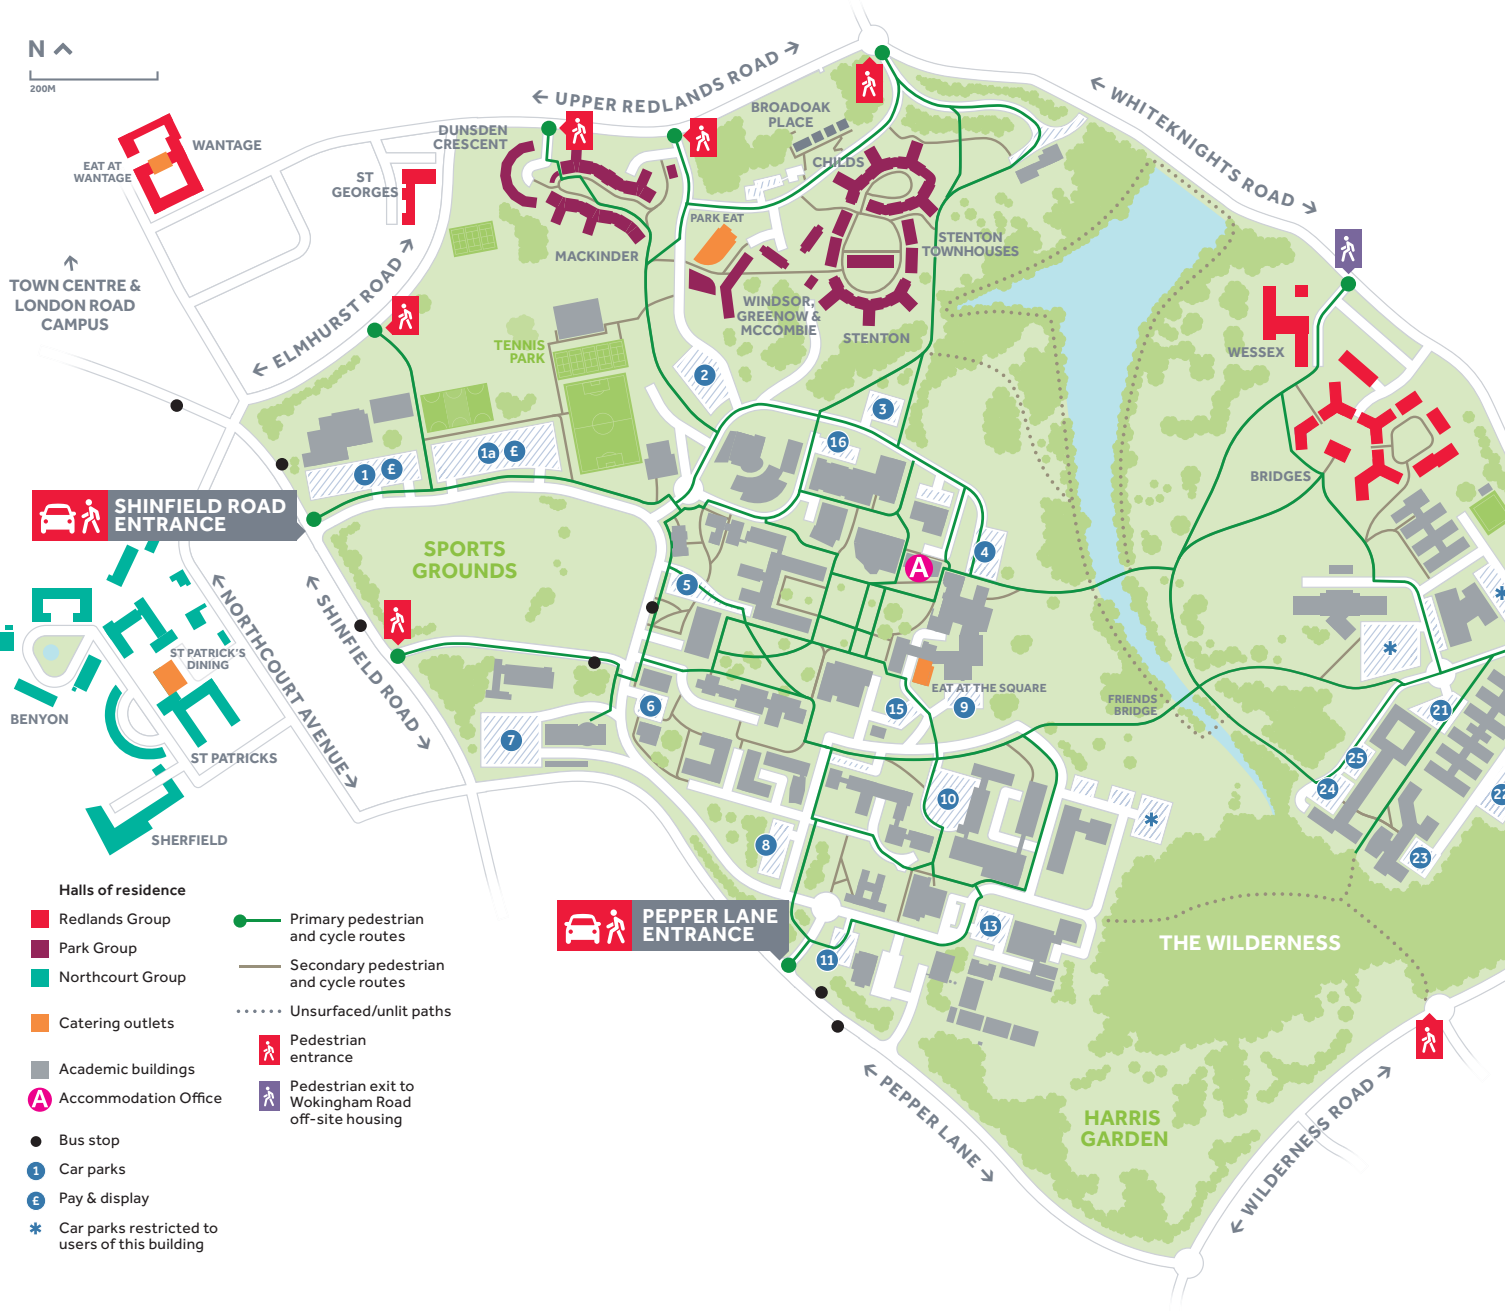 N
200M
WANTAGE
EAT AT
WANTAGE
TOWN CENTRE &
LONDON ROAD
CAMPUS
ST
GEORGES
← ELMHURST ROAD →
← UPPER REDLANDS ROAD →
← WHITEKNIGHTS ROAD →
DUNSDEN
CRESCENT
MACKINDER
BROADOAK
PLACE
CHILDS
PARK EAT
STENTON
TOWNHOUSES
WINDSOR,
GREENOW &
MCCOMBIE
STENTON
TENNIS
PARK
WESSEX
BRIDGES
2
3
16
1 £
1a £
SHINFIELD ROAD
ENTRANCE
SPORTS
GROUNDS
4
A
5
*
*
← NORTHCOURT AVENUE →
← SHINFIELD ROAD →
ST PATRICK'S
DINING
BENYON
ST PATRICKS
SHERFIELD
EAT AT THE SQUARE
FRIENDS
BRIDGE
6
7
15
9
21
25
24
22
23
10
*
8
PEPPER LANE
ENTRANCE
13
11
THE WILDERNESS
HARRIS
GARDEN
← PEPPER LANE →
← WILDERNESS ROAD →
Halls of residence
Redlands Group
Park Group
Northcourt Group
Catering outlets
Academic buildings
A Accommodation Office
Bus stop
1 Car parks
£ Pay & display
* Car parks restricted to
users of this building
Primary pedestrian
and cycle routes
Secondary pedestrian
and cycle routes
Unsurfaced/unlit paths
Pedestrian
entrance
Pedestrian exit to
Wokingham Road
off-site housing